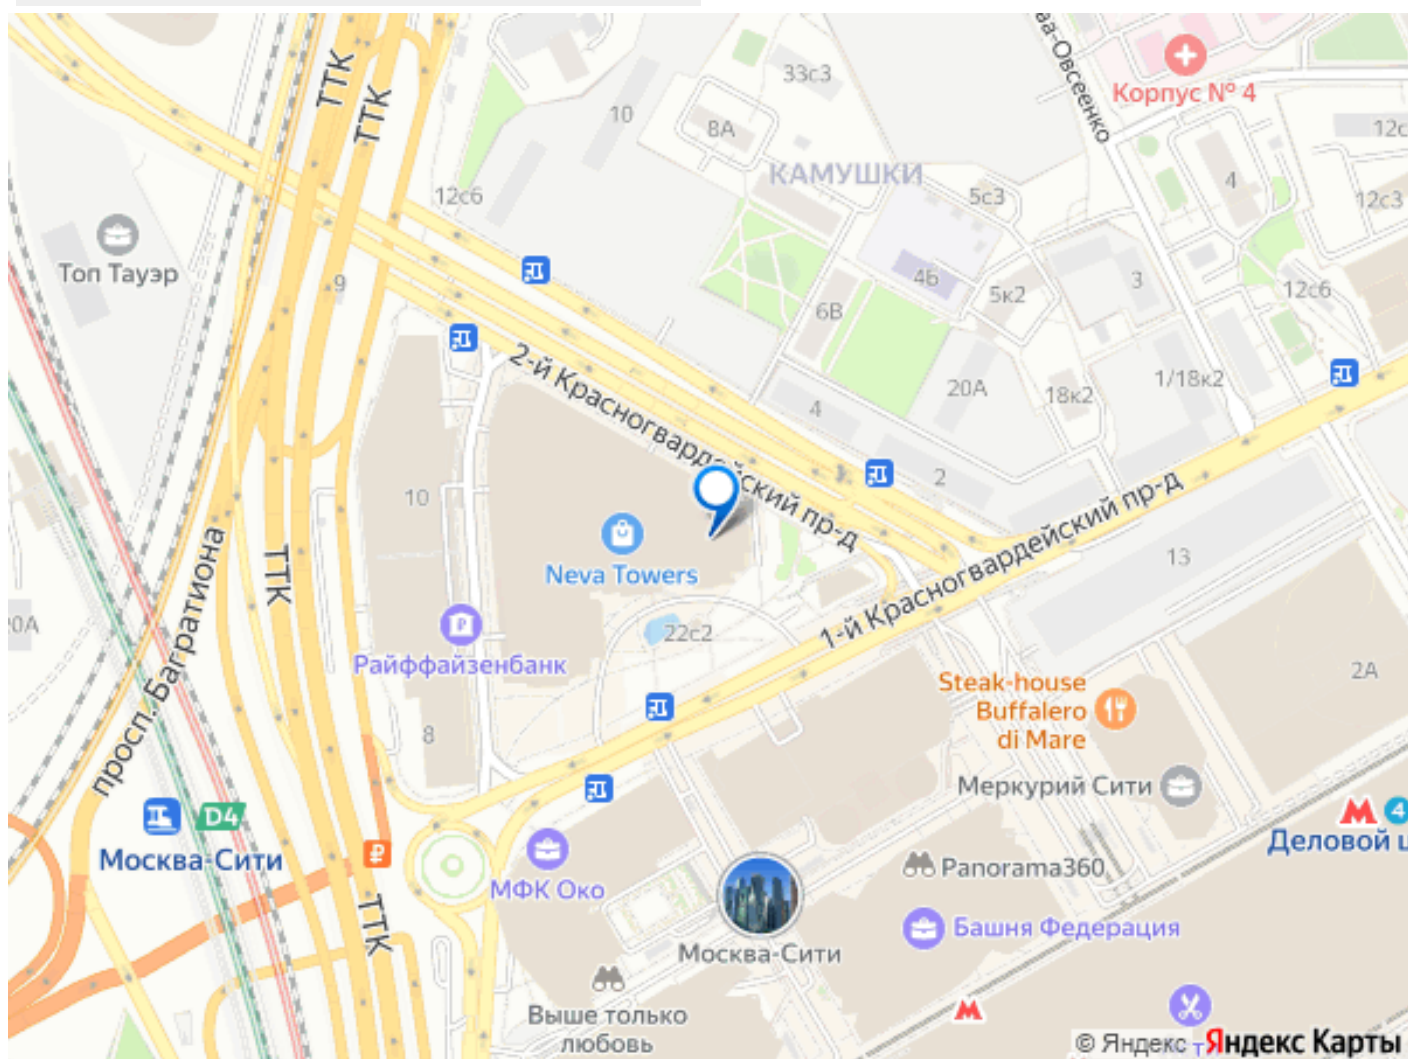 ТТК
ТТК
33с3
10
8А
КАМУШКИ
Корпус № 4
12с
4
12с3
5с3
12с6
Топ Тауэр
9
4Б
5к2
3
12с6
6В
2-й Красногвардейский пр-д
20А
18к2
1/18к2
4
2
10
Neva Towers
1-й Красногвардейский пр-д
13
ТТК
просп. Багратиона
20А
22с2
Райффайзенбанк
8
Steak-house
Buffalero
di Mare
2А
Меркурий Сити
D4
Москва-Сити
МФК Око
Panorama360
4
Деловой ц
ТТК
Башня Федерация
Москва-Сити
Выше только
любовь
© Яндекс
Яндекс Карты